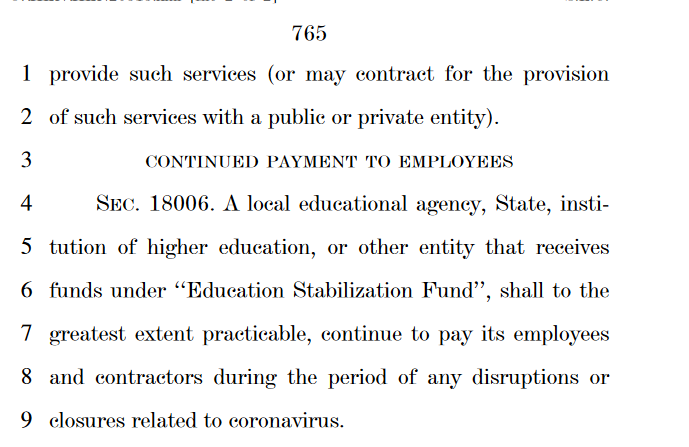 765
1 provide such services (or may contract for the provision
2 of such services with a public or private entity).
3 CONTINUED PAYMENT TO EMPLOYEES
4 SEC. 18006. A local educational agency, State, insti-
5 tution of higher education, or other entity that receives
6 funds under ‘‘Education Stabilization Fund’’, shall to the
7 greatest extent practicable, continue to pay its employees
8 and contractors during the period of any disruptions or
9 closures related to coronavirus.